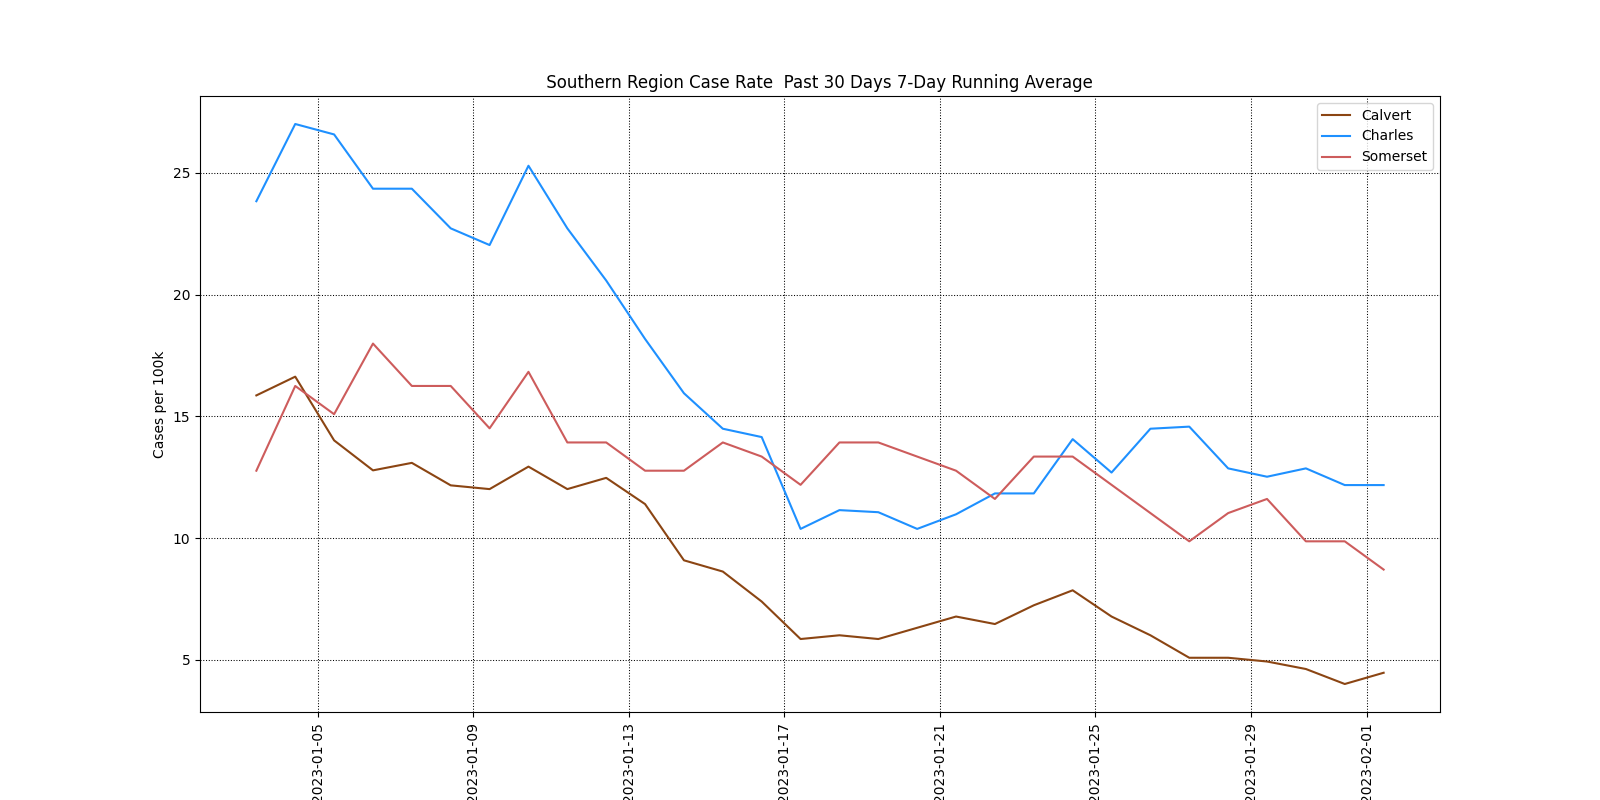 Southern Region Case Rate  Past 30 Days 7-Day Running Average
Calvert
Charles
Somerset
Cases per 100k
25
20
15
10
5
2023-01-05
2023-01-09
2023-01-13
2023-01-17
2023-01-21
2023-01-25
2023-01-29
2023-02-01